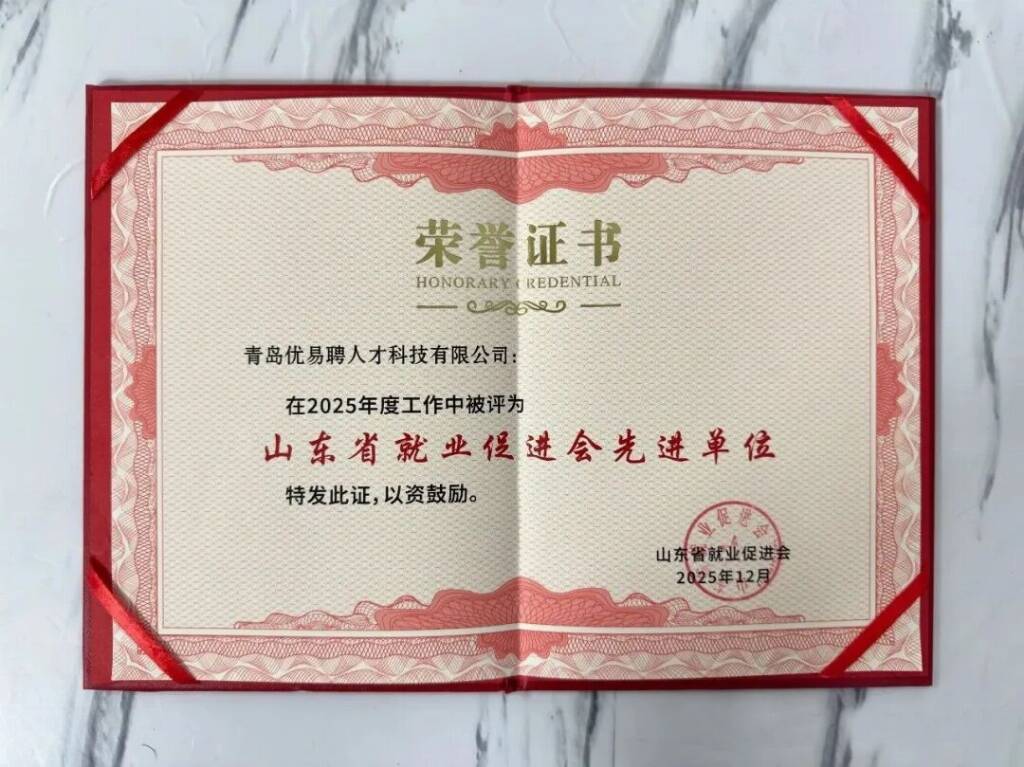 荣誉证书
HONORARY CREDENTIAL
青岛优易聘人才科技有限公司：
在2025年度工作中被评为
山东省就业促进会先进单位
特发此证，以资鼓励。
山东省就业促进会
2025年12月